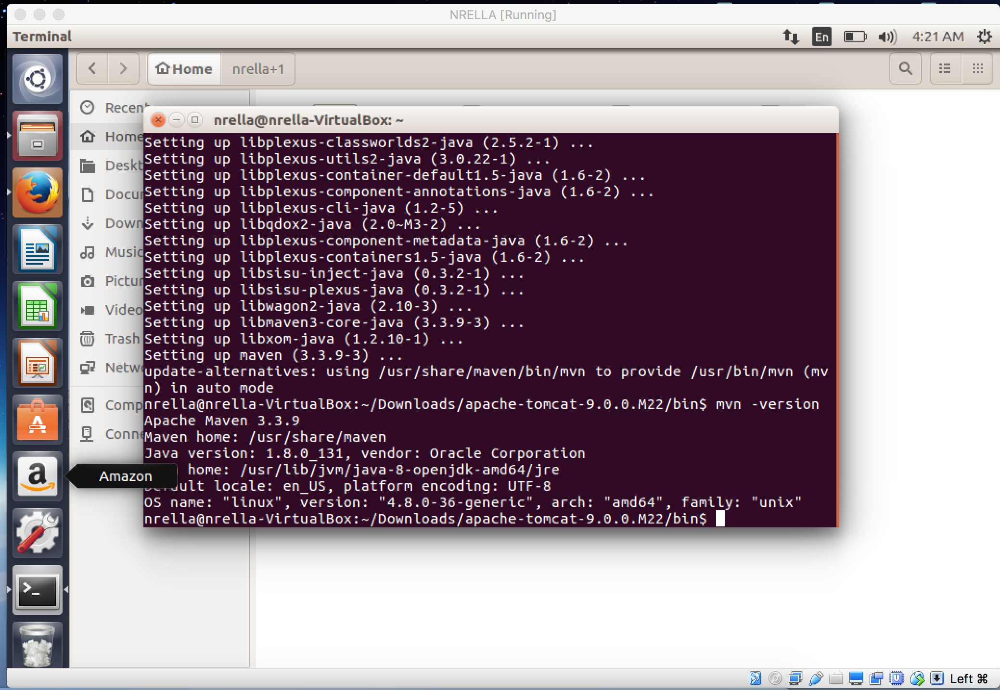 NRELLA [Running]
Terminal
En
4:21 AM
Home
nrella+1
Recent
Home
Deskt
Docu
Down
Music
Pictur
Video
Trash
Netw
Comp
Conne
nrella@nrella-VirtualBox: ~
Setting up libplexus-classworlds2-java (2.5.2-1) ...
Setting up libplexus-utils2-java (3.0.22-1) ...
Setting up libplexus-container-default1.5-java (1.6-2) ...
Setting up libplexus-component-annotations-java (1.6-2) ...
Setting up libplexus-cli-java (1.2-5) ...
Setting up libqdox2-java (2.0~M3-2) ...
Setting up libplexus-component-metadata-java (1.6-2) ...
Setting up libplexus-containers1.5-java (1.6-2) ...
Setting up libsisu-inject-java (0.3.2-1) ...
Setting up libsisu-plexus-java (0.3.2-1) ...
Setting up libwagon2-java (2.10-3) ...
Setting up libmaven3-core-java (3.3.9-3) ...
Setting up libxom-java (1.2.10-1) ...
Setting up maven (3.3.9-3) ...
update-alternatives: using /usr/share/maven/bin/mvn to provide /usr/bin/mvn (mv
n) in auto mode
nrella@nrella-VirtualBox:~/Downloads/apache-tomcat-9.0.0.M22/bin$ mvn -version
Apache Maven 3.3.9
Maven home: /usr/share/maven
Java version: 1.8.0_131, vendor: Oracle Corporation
home: /usr/lib/jvm/java-8-openjdk-amd64/jre
Amazon
Default locale: en_US, platform encoding: UTF-8
OS name: "linux", version: "4.8.0-36-generic", arch: "amd64", family: "unix"
nrella@nrella-VirtualBox:~/Downloads/apache-tomcat-9.0.0.M22/bin$
Left ⌘